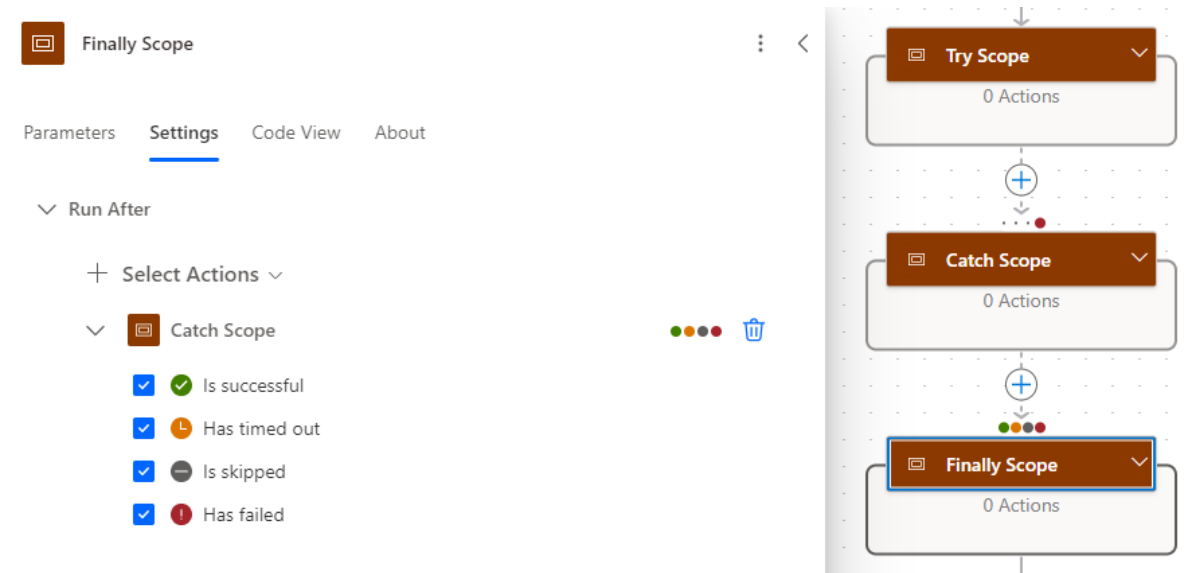 Finally Scope
Parameters Settings Code View About
Run After
Select Actions
Catch Scope
Is successful
Has timed out
Is skipped
Has failed
Try Scope
0 Actions
Catch Scope
0 Actions
Finally Scope
0 Actions